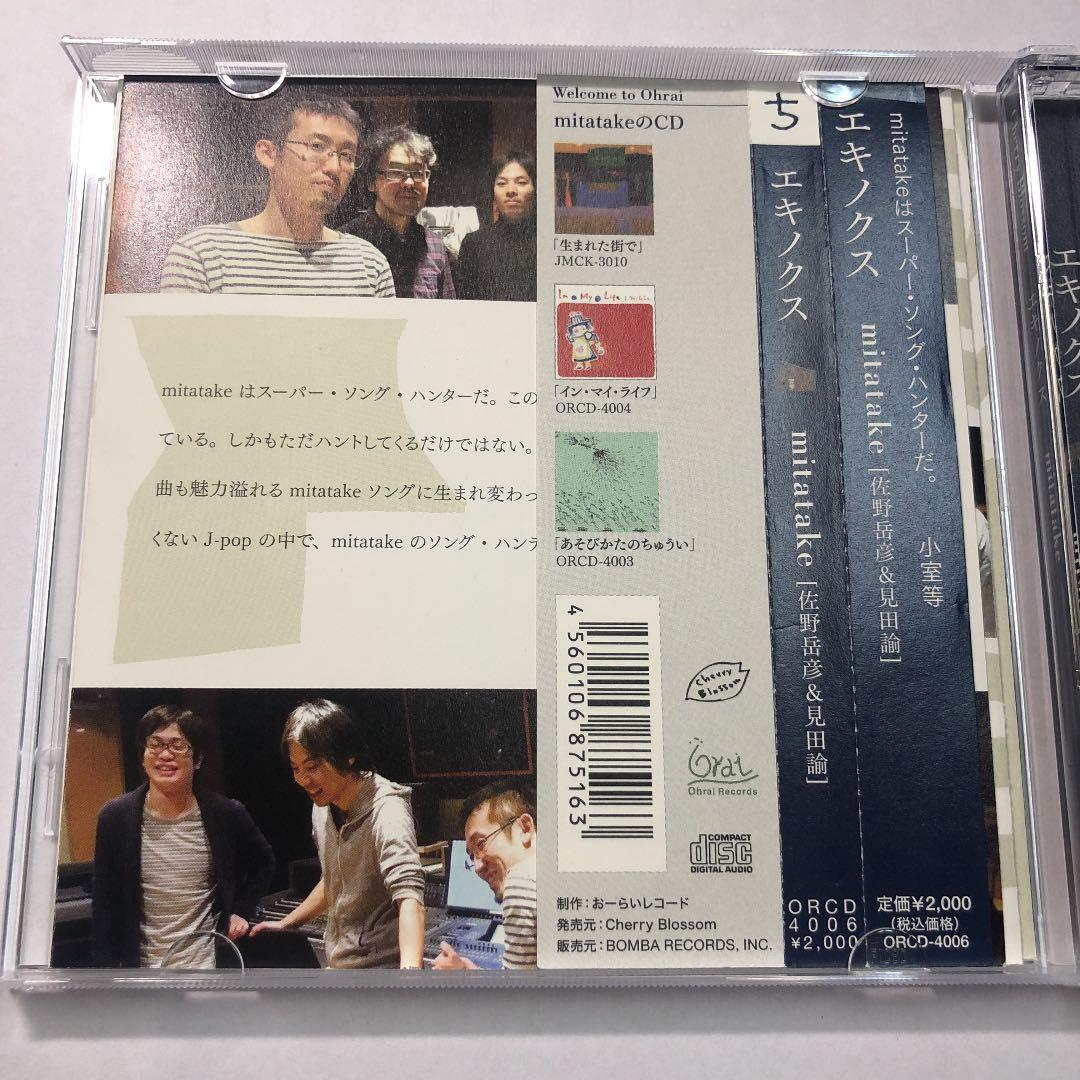 mitatake はスーパー・ソング・ハンターだ。この
ている。しかもただハントしてくるだけではない。
曲も魅力溢れる mitatake ソングに生まれ変わっ
くない J-pop の中で、mitatake のソング・ハンテ
Welcome to Ohrai
mitatakeのCD
「生まれた街で」
JMCK-3010
In My Life
「イン・マイ・ライフ」
ORCD-4004
「あそびかたのちゅうい」
ORCD-4003
4 560106 875163
Cherry Blossom
Orai
Ohrai Records
COMPACT
disc
DIGITAL AUDIO
制作：おーらいレコード
発売元：Cherry Blossom
販売元：BOMBA RECORDS, INC.
ち
エキノクス mitatake [佐野岳彦＆見田諭]
ORCD
4006
¥2,000
mitatakeはスーパー・ソング・ハンターだ。 小室等
エキノクス mitatake [佐野岳彦＆見田諭]
定価¥2,000
(税込価格)
ORCD-4006
エキノクス